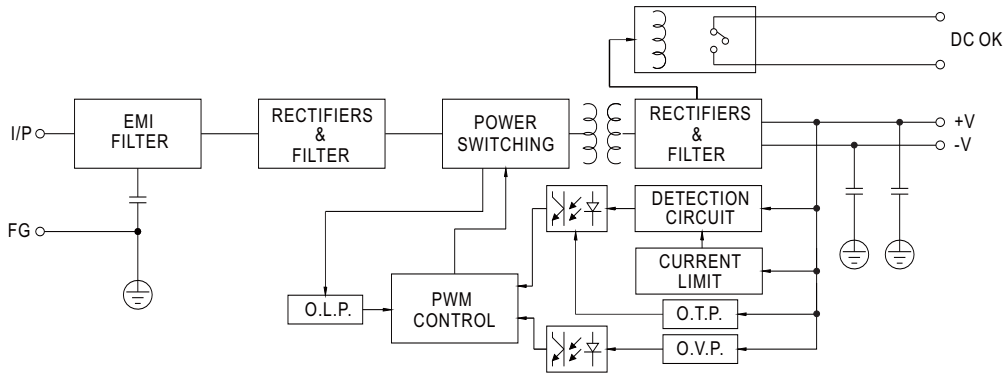 DC OK
I/P
EMI
FILTER
RECTIFIERS
&
FILTER
POWER
SWITCHING
RECTIFIERS
&
FILTER
+V
-V
FG
DETECTION
CIRCUIT
CURRENT
LIMIT
O.L.P.
PWM
CONTROL
O.T.P.
O.V.P.